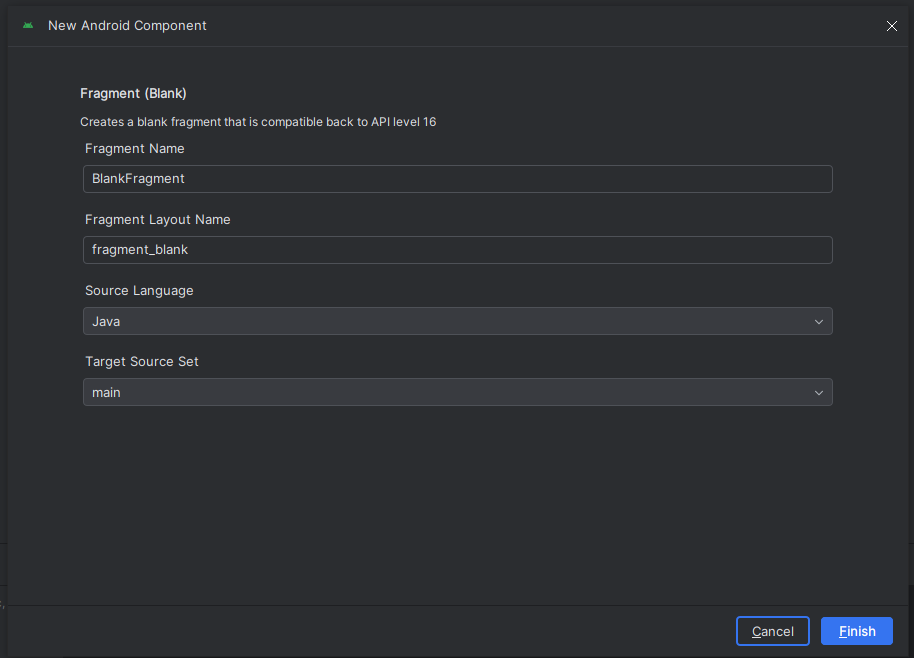 New Android Component
Fragment (Blank)
Creates a blank fragment that is compatible back to API level 16
Fragment Name
BlankFragment
Fragment Layout Name
fragment_blank
Source Language
Java
Target Source Set
main
Cancel
Finish